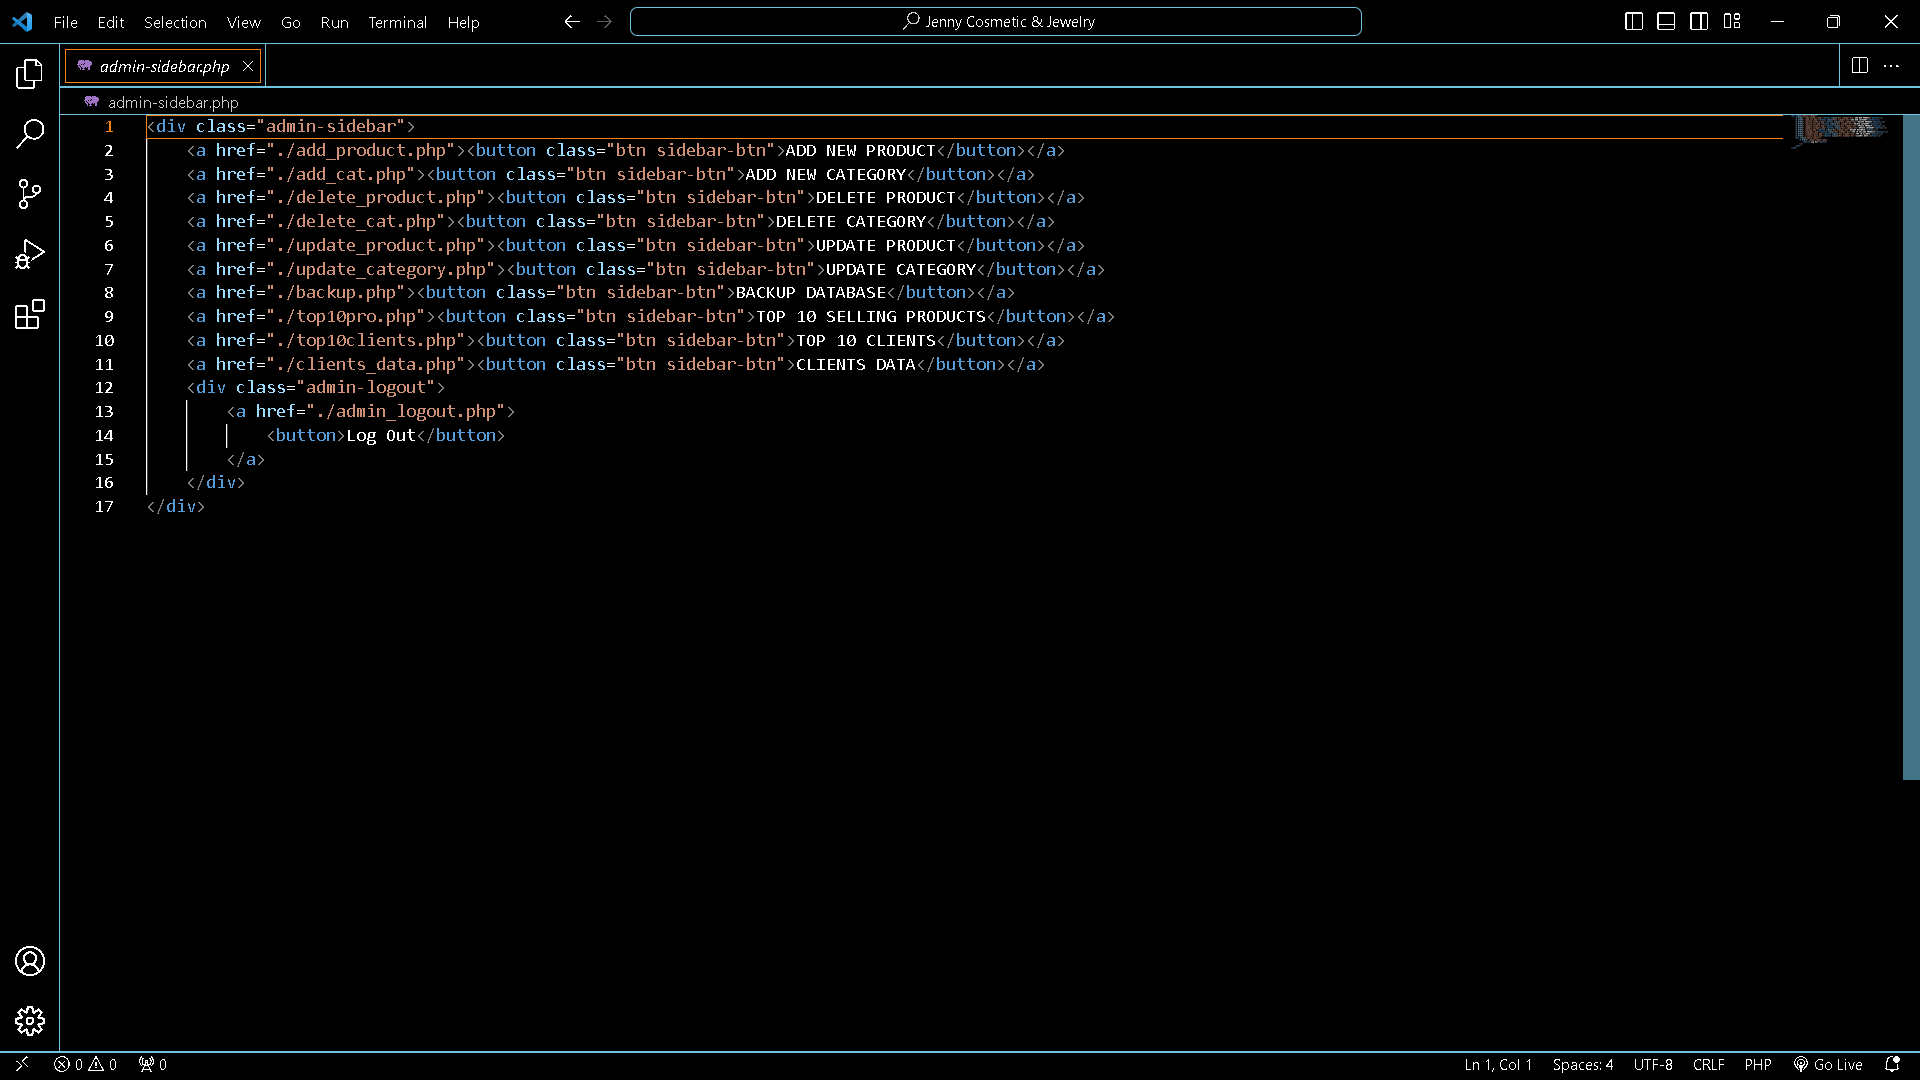 File Edit Selection View Go Run Terminal Help Jenny Cosmetic & Jewelry
admin-sidebar.php
admin-sidebar.php
1 <div class="admin-sidebar">
2 <a href="./add_product.php"><button class="btn sidebar-btn">ADD NEW PRODUCT</button></a>
3 <a href="./add_cat.php"><button class="btn sidebar-btn">ADD NEW CATEGORY</button></a>
4 <a href="./delete_product.php"><button class="btn sidebar-btn">DELETE PRODUCT</button></a>
5 <a href="./delete_cat.php"><button class="btn sidebar-btn">DELETE CATEGORY</button></a>
6 <a href="./update_product.php"><button class="btn sidebar-btn">UPDATE PRODUCT</button></a>
7 <a href="./update_category.php"><button class="btn sidebar-btn">UPDATE CATEGORY</button></a>
8 <a href="./backup.php"><button class="btn sidebar-btn">BACKUP DATABASE</button></a>
9 <a href="./top10pro.php"><button class="btn sidebar-btn">TOP 10 SELLING PRODUCTS</button></a>
10 <a href="./top10clients.php"><button class="btn sidebar-btn">TOP 10 CLIENTS</button></a>
11 <a href="./clients_data.php"><button class="btn sidebar-btn">CLIENTS DATA</button></a>
12 <div class="admin-logout">
13 <a href="./admin_logout.php">
14 <button>Log Out</button>
15 </a>
16 </div>
17 </div>
0 0 0 Ln 1, Col 1 Spaces: 4 UTF-8 CRLF PHP Go Live